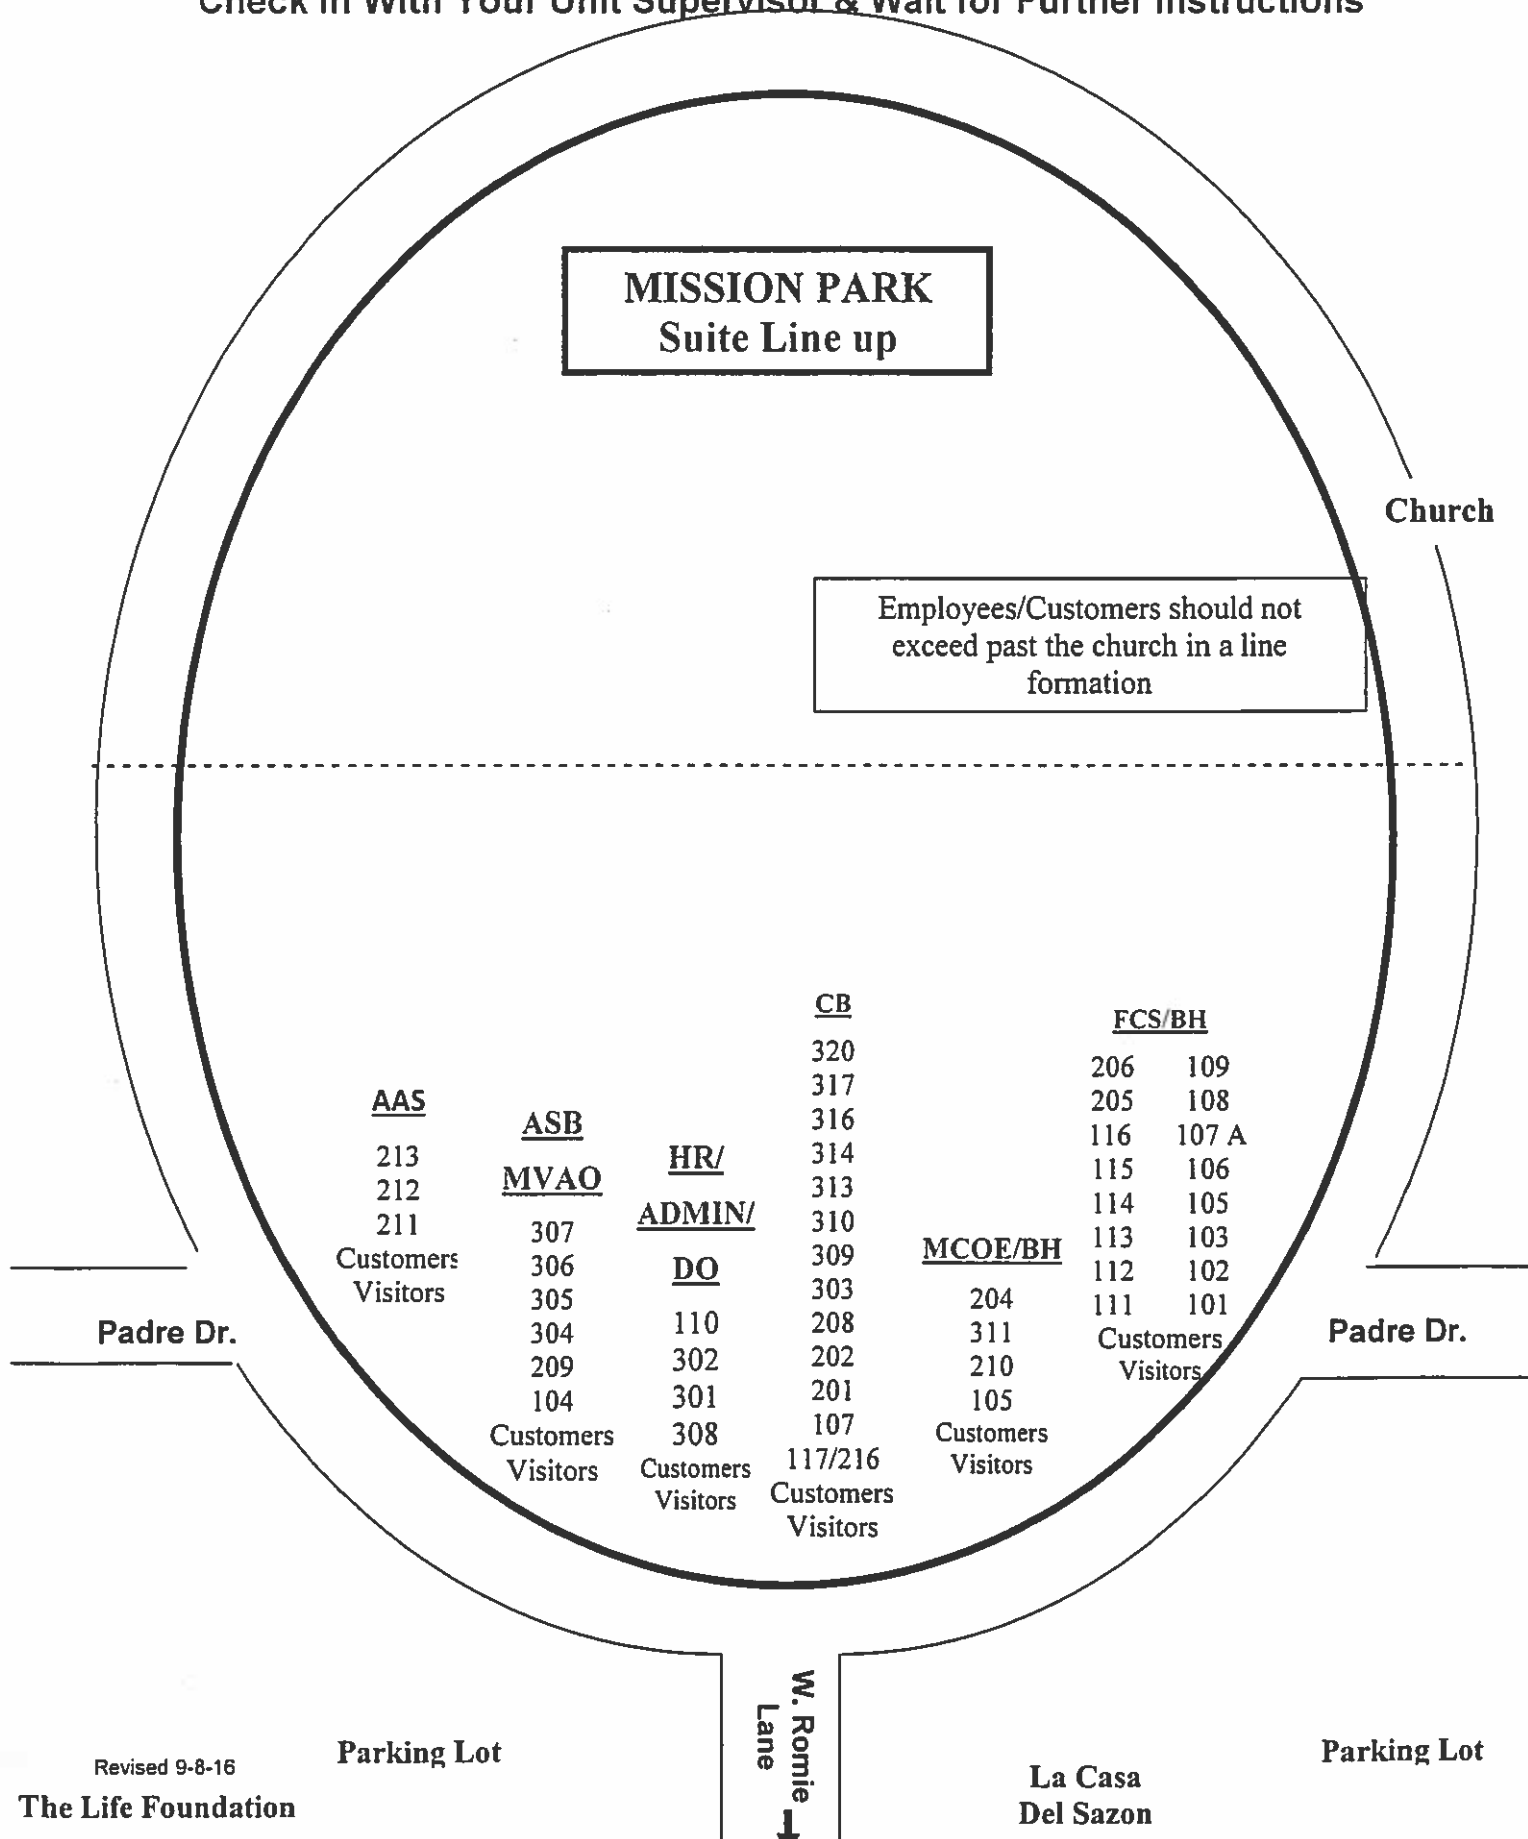 Check In With Your Unit Supervisor & Wait for Further Instructions
MISSION PARK
Suite Line up
Church
Employees/Customers should not
exceed past the church in a line
formation
AAS
213
212
211
Customers
Visitors
ASB
MVAO
307
306
305
304
209
104
Customers
Visitors
HR/
ADMIN/
DO
110
302
301
308
Customers
Visitors
CB
320
317
316
314
313
310
309
303
208
202
201
107
117/216
Customers
Visitors
MCOE/BH
204
311
210
105
Customers
Visitors
FCS/BH
206 109
205 108
116 107 A
115 106
114 105
113 103
112 102
111 101
Customers
Visitors
Padre Dr.
Padre Dr.
W. Romie
Lane
Parking Lot
Parking Lot
Revised 9-8-16
The Life Foundation
La Casa
Del Sazon